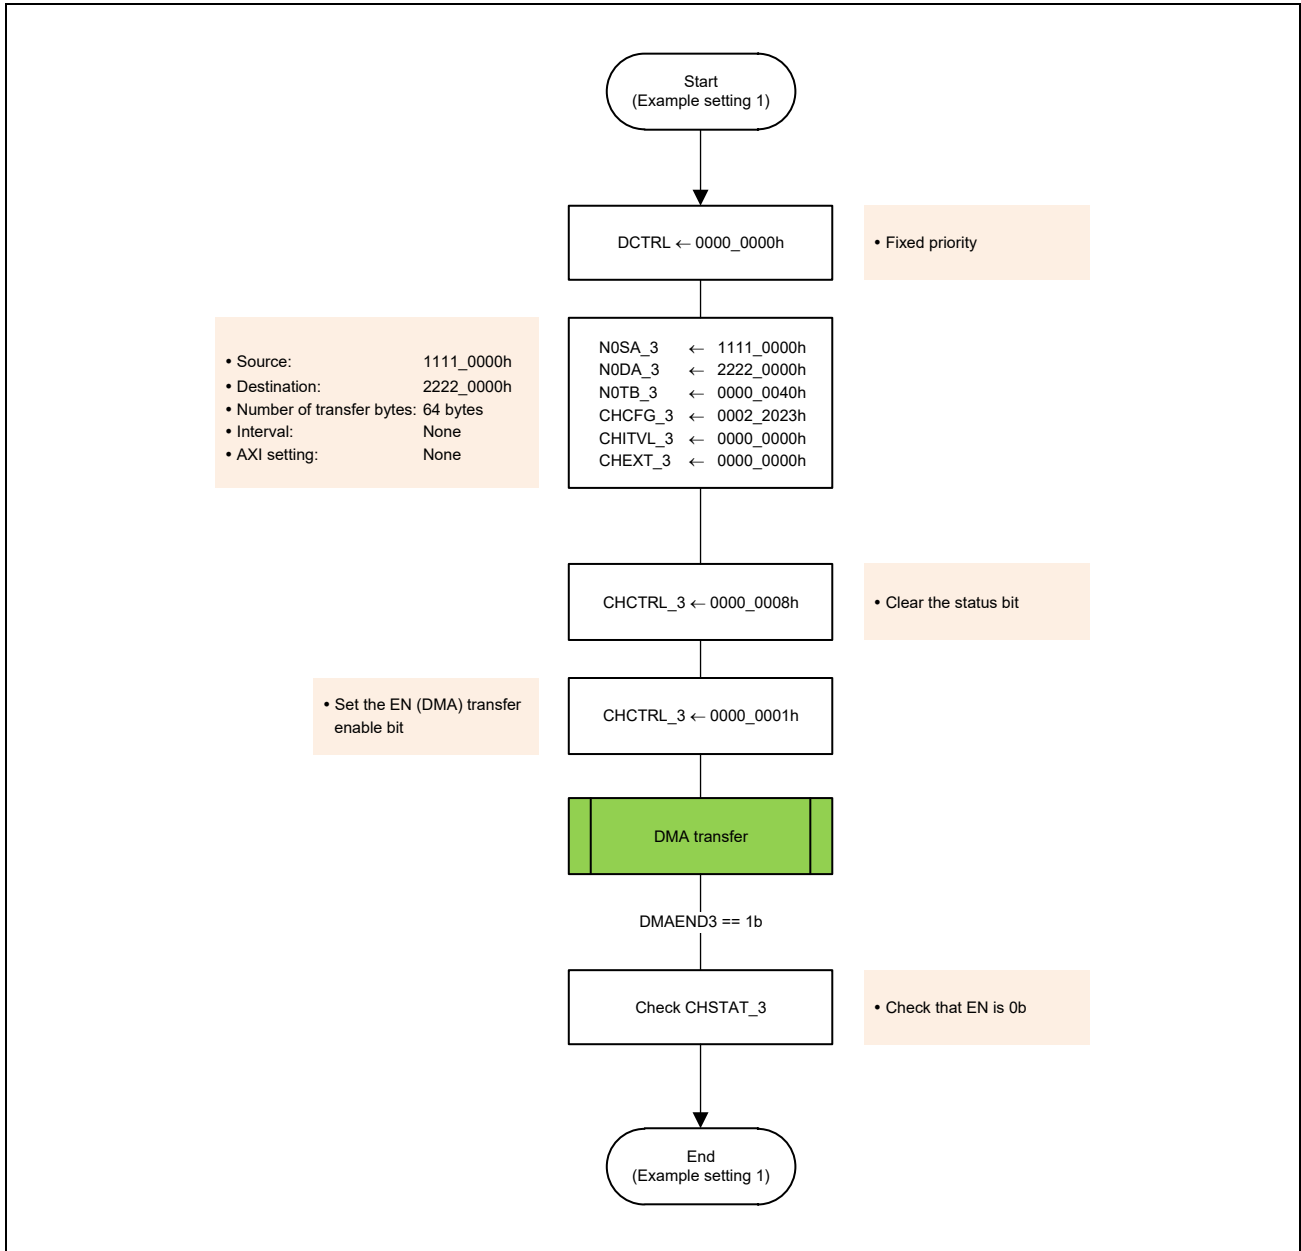 Start
(Example setting 1)
DCTRL ← 0000_0000h
• Fixed priority
• Source: 1111_0000h
• Destination: 2222_0000h
• Number of transfer bytes: 64 bytes
• Interval: None
• AXI setting: None
N0SA_3 ← 1111_0000h
N0DA_3 ← 2222_0000h
N0TB_3 ← 0000_0040h
CHCFG_3 ← 0002_2023h
CHITVL_3 ← 0000_0000h
CHEXT_3 ← 0000_0000h
CHCTRL_3 ← 0000_0008h
• Clear the status bit
• Set the EN (DMA) transfer
enable bit
CHCTRL_3 ← 0000_0001h
DMA transfer
DMAEND3 == 1b
Check CHSTAT_3
• Check that EN is 0b
End
(Example setting 1)